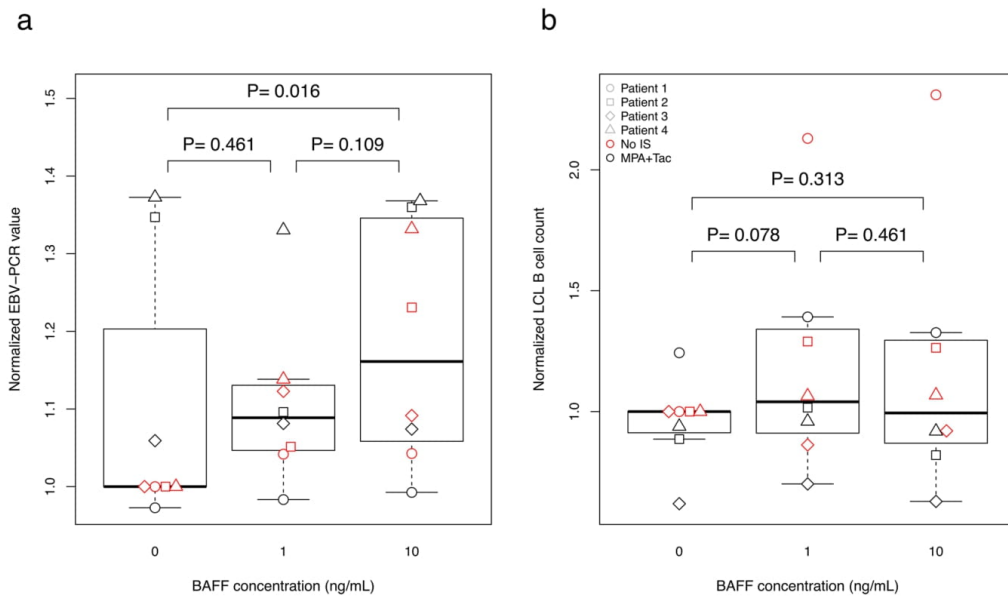 a
Normalized EBV−PCR value
1.5
1.4
1.3
1.2
1.1
1.0
P= 0.016
P= 0.461
P= 0.109
0
1
10
BAFF concentration (ng/mL)
b
Normalized LCL B cell count
2.0
1.5
1.0
Patient 1
Patient 2
Patient 3
Patient 4
No IS
MPA+Tac
P= 0.313
P= 0.078
P= 0.461
0
1
10
BAFF concentration (ng/mL)